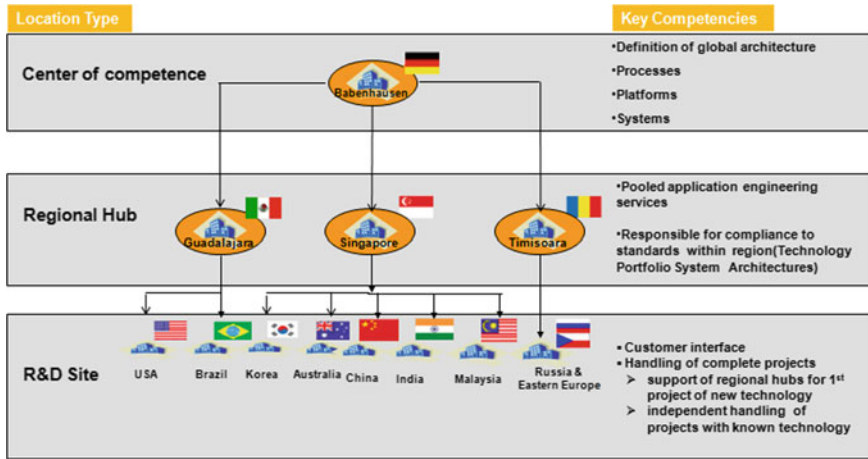 Location Type
Key Competencies
Center of competence
Babenhausen
•Definition of global architecture
•Processes
•Platforms
•Systems
Regional Hub
Guadalajara
Singapore
Timisoara
•Pooled application engineering
services
•Responsible for compliance to
standards within region(Technology
Portfolio System Architectures)
R&D Site
USA
Brazil
Korea
Australia
China
India
Malaysia
Russia &
Eastern Europe
▪ Customer interface
▪ Handling of complete projects
➢ support of regional hubs for 1st
project of new technology
➢ independent handling of
projects with known technology